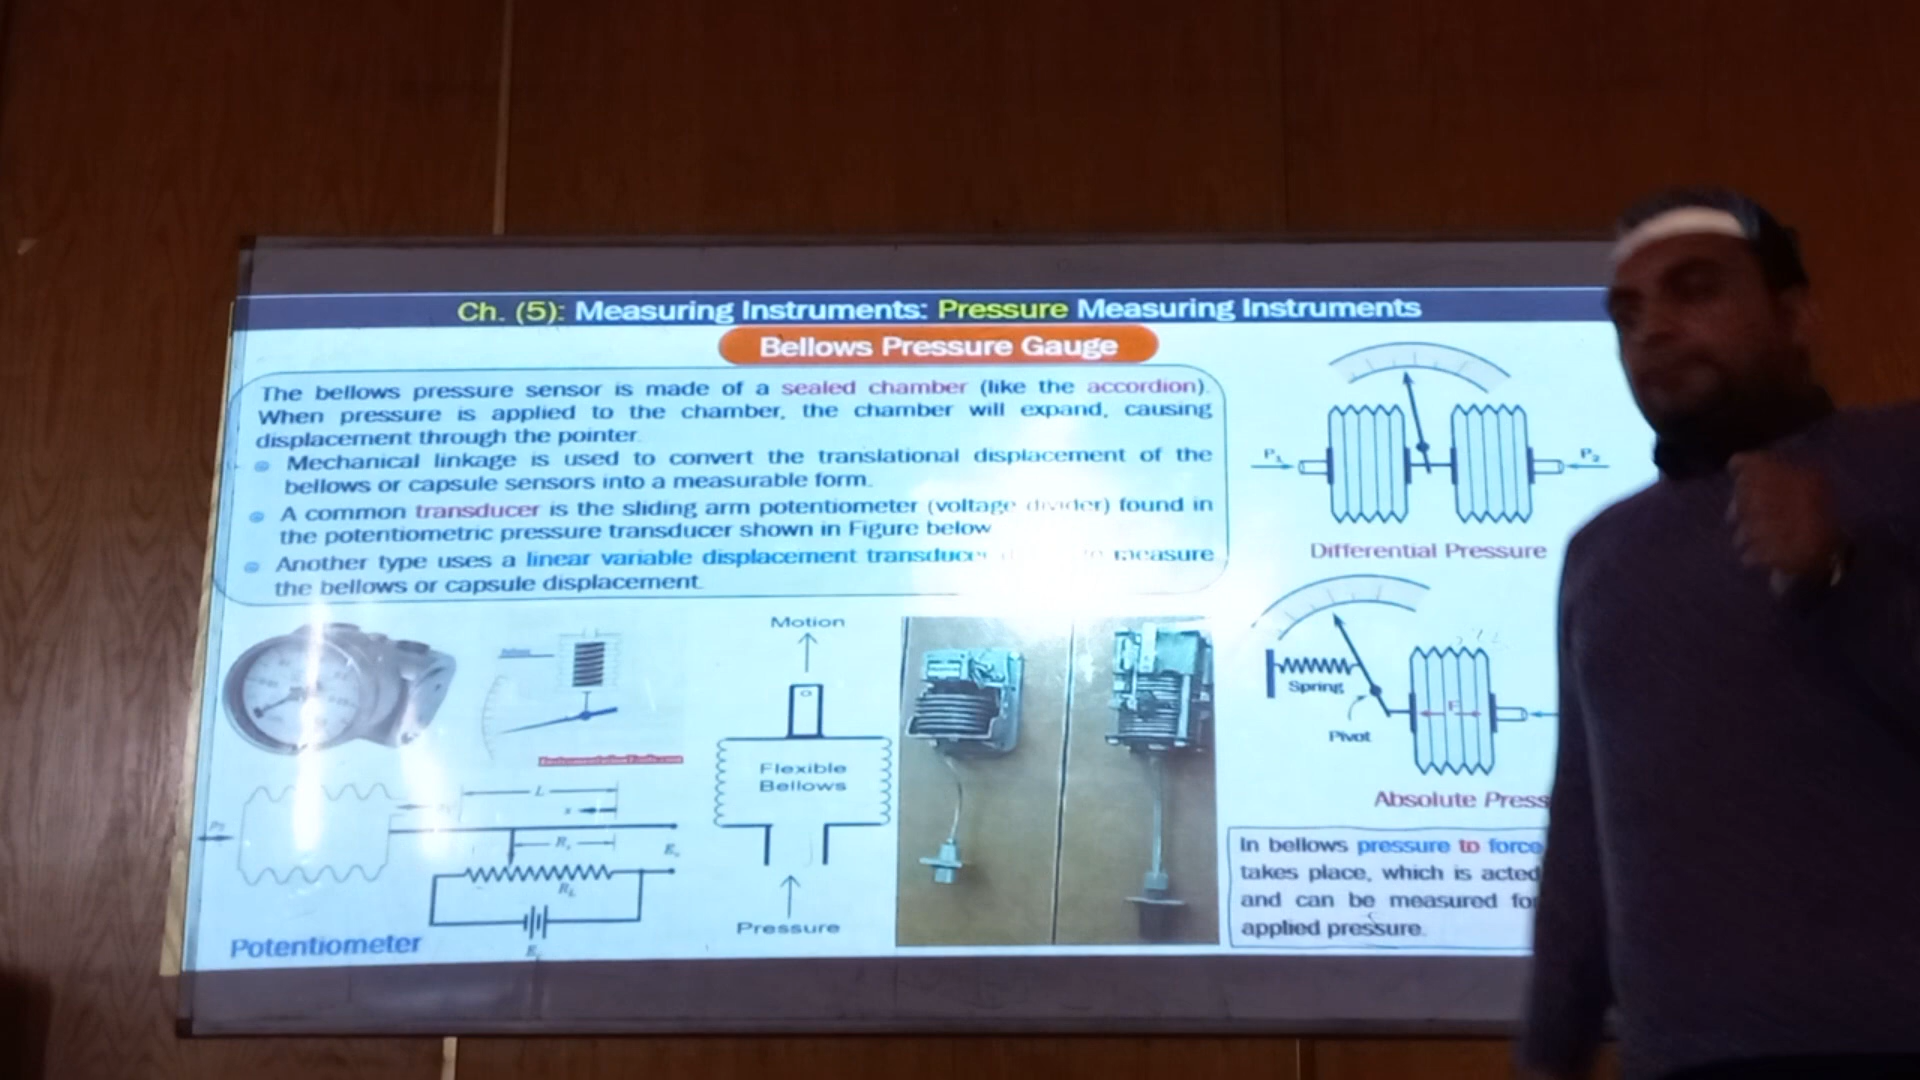 Ch. (5): Measuring Instruments: Pressure Measuring Instruments
Bellows Pressure Gauge
The bellows pressure sensor is made of a sealed chamber (like the accordion).
When pressure is applied to the chamber, the chamber will expand, causing
displacement through the pointer.
Mechanical linkage is used to convert the translational displacement of the
bellows or capsule sensors into a measurable form.
A common transducer is the sliding arm potentiometer (voltage divider) found in
the potentiometric pressure transducer shown in Figure below
Another type uses a linear variable displacement transducer measure
the bellows or capsule displacement.
P₁
P₂
Differential Pressure
Spring
Pivot
F
Absolute Press
In bellows pressure to force
takes place, which is acted
and can be measured for
applied pressure.
Motion
Flexible
Bellows
Pressure
L
x
Potentiometer